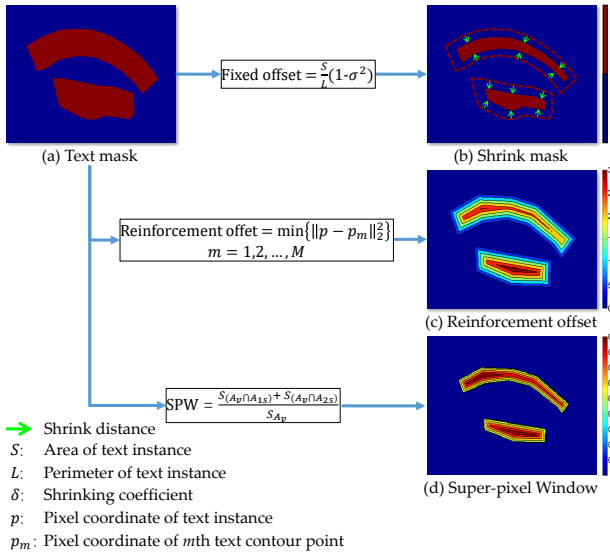 Fixed offset = S/L (1-σ²)
(a) Text mask
(b) Shrink mask
Reinforcement offet = min{‖p − p_m‖₂²}
m = 1,2, … , M
(c) Reinforcement offset
SPW = (S_(A_p∩A_1S) + S_(A_p∩A_2S)) / S_A_p
(d) Super-pixel Window
Shrink distance
S: Area of text instance
L: Perimeter of text instance
δ: Shrinking coefficient
p: Pixel coordinate of text instance
p_m: Pixel coordinate of mth text contour point